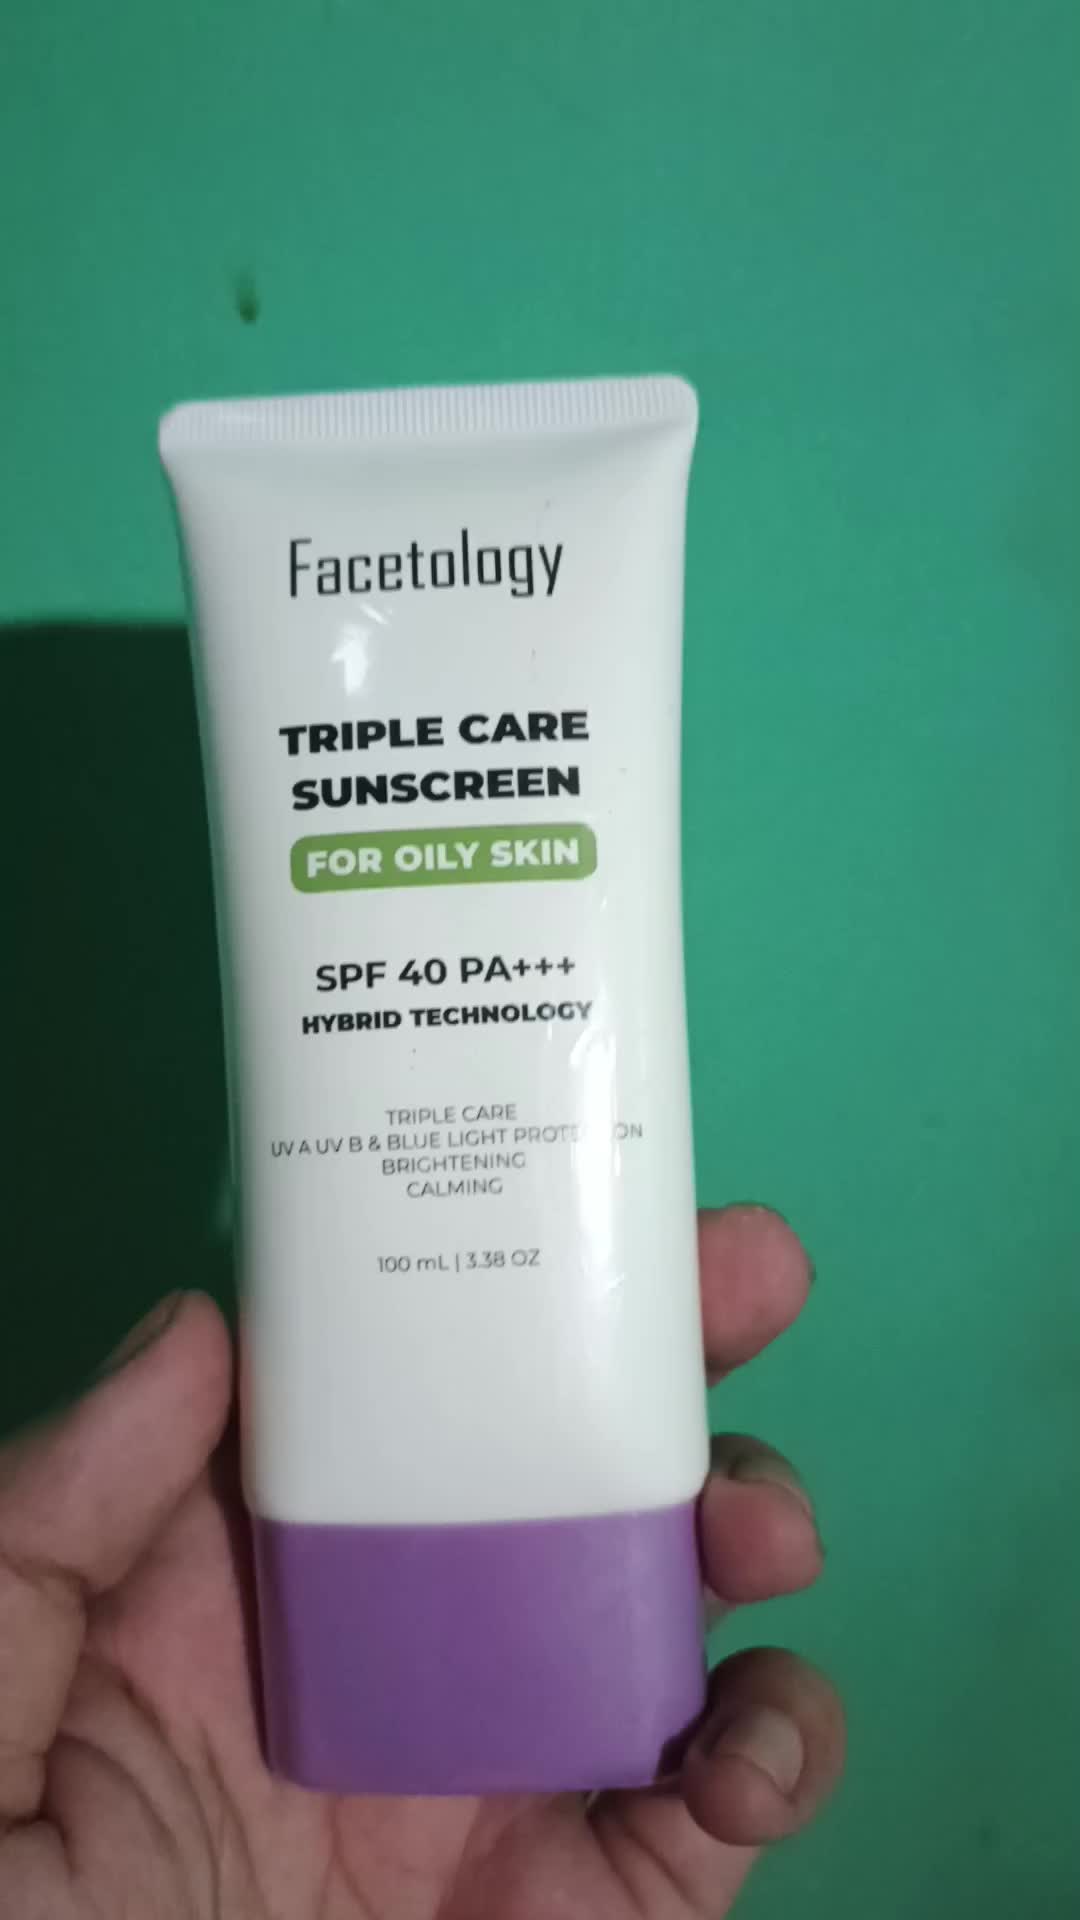 Facetology
TRIPLE CARE
SUNSCREEN
FOR OILY SKIN
SPF 40 PA+++
HYBRID TECHNOLOGY
TRIPLE CARE
UV A UV B & BLUE LIGHT PROTECTION
BRIGHTENING
CALMING
100 mL | 3.38 OZ